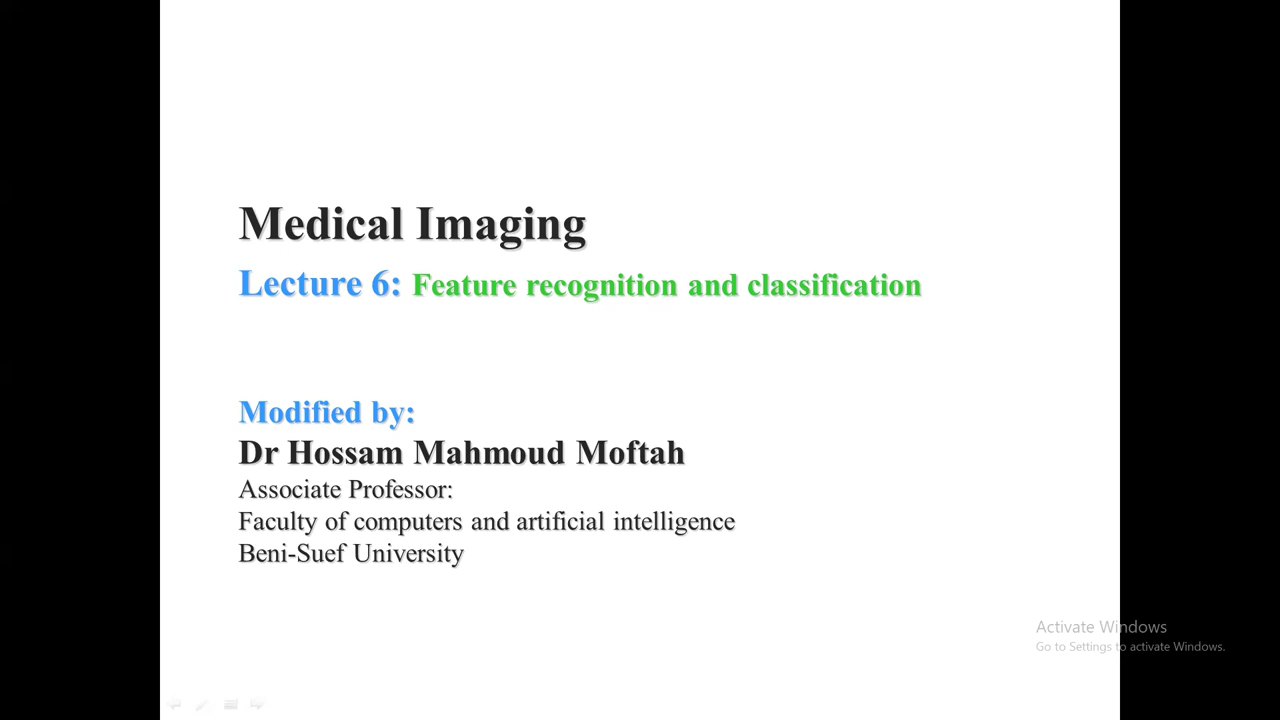 Medical Imaging
Lecture 6: Feature recognition and classification
Modified by:
Dr Hossam Mahmoud Moftah
Associate Professor:
Faculty of computers and artificial intelligence
Beni-Suef University
Activate Windows
Go to Settings to activate Windows.